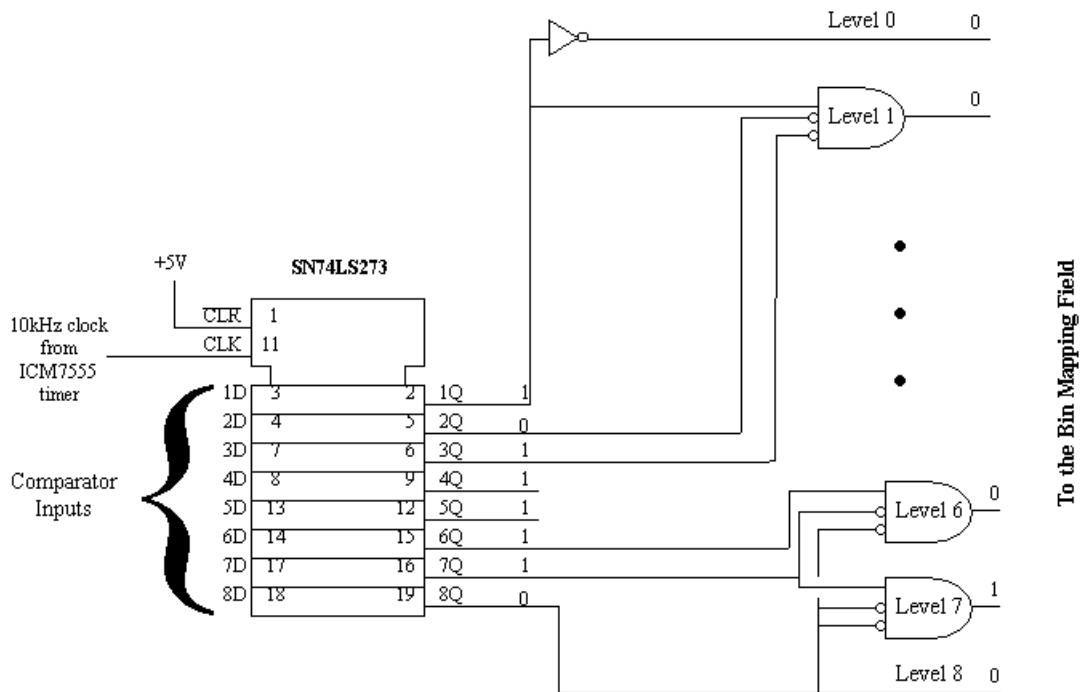 Level 0 0
0
Level 1
+5V
SN74LS273
CLR 1
10kHz clock
from
ICM7555
timer
CLK 11
1D 3 2 1Q 1
2D 4 5 2Q 0
3D 7 6 3Q 1
4D 8 9 4Q 1
5D 13 12 5Q 1
6D 14 15 6Q 1
7D 17 16 7Q 1
8D 18 19 8Q 0
Comparator
Inputs
Level 6 0
Level 7 1
Level 8 0
To the Bin Mapping Field